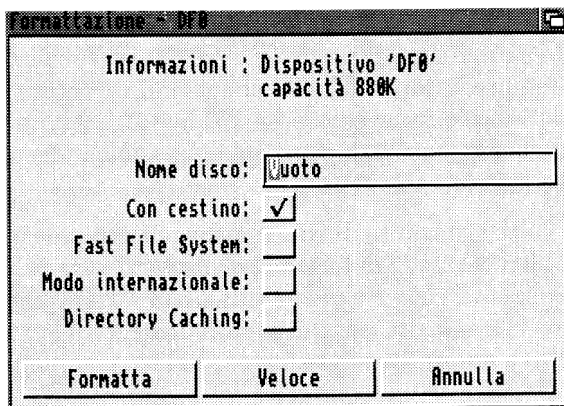 Formattazione - DF0
Informazioni : Dispositivo 'DF0'
capacità 880K
Nome disco: Vuoto
Con cestino: ✓
Fast File System:
Modo internazionale:
Directory Caching:
Formatta Veloce Annulla